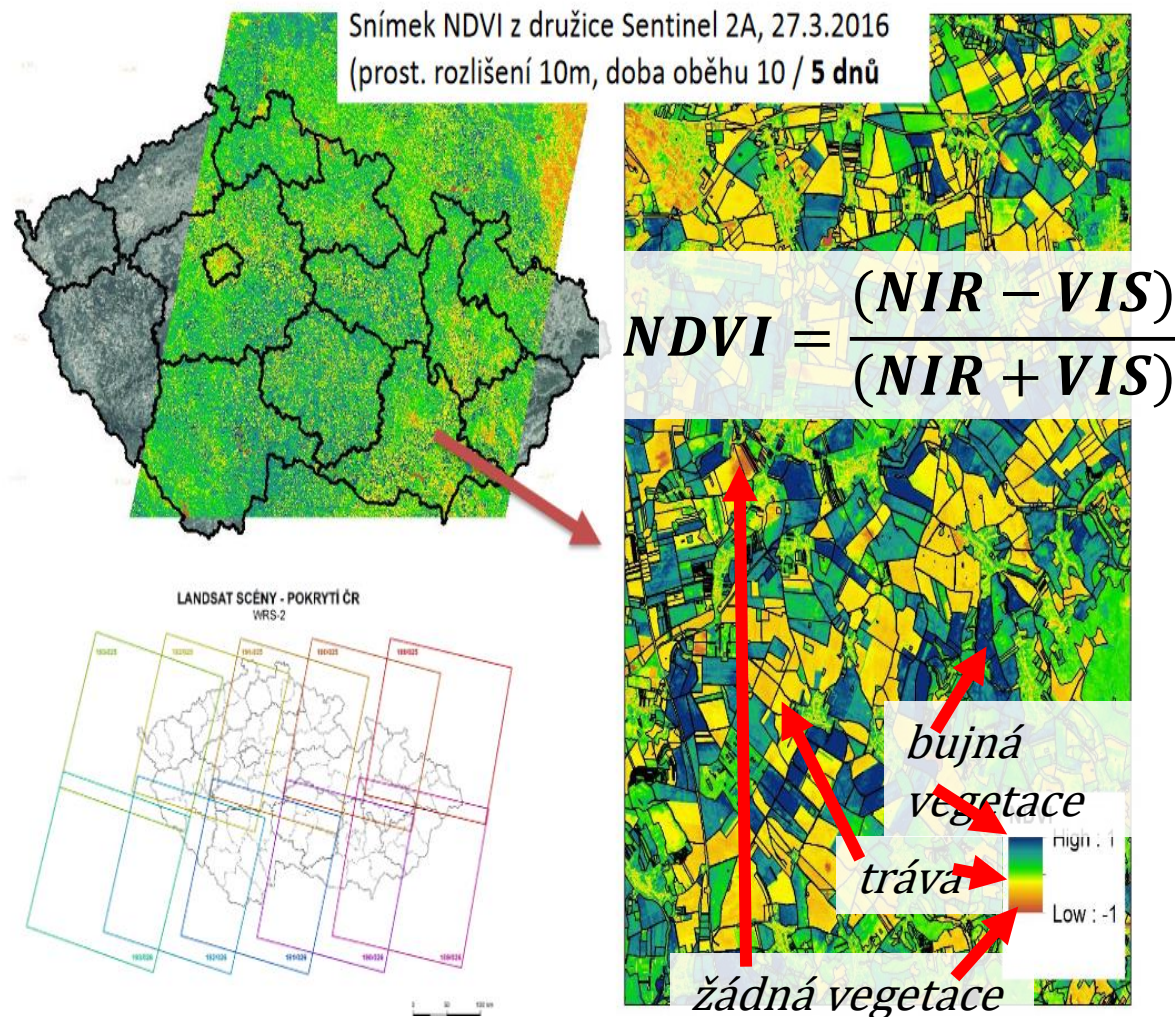 Snímek NDVI z družice Sentinel 2A, 27.3.2016
(prost. rozlišení 10m, doba oběhu 10 / 5 dnů
NDVI = (NIR − VIS)
(NIR + VIS)
LANDSAT SCÉNY - POKRYTÍ ČR
WRS-2
bujná
vegetace
NDVI
High : 1
tráva
Low : -1
žádná vegetace